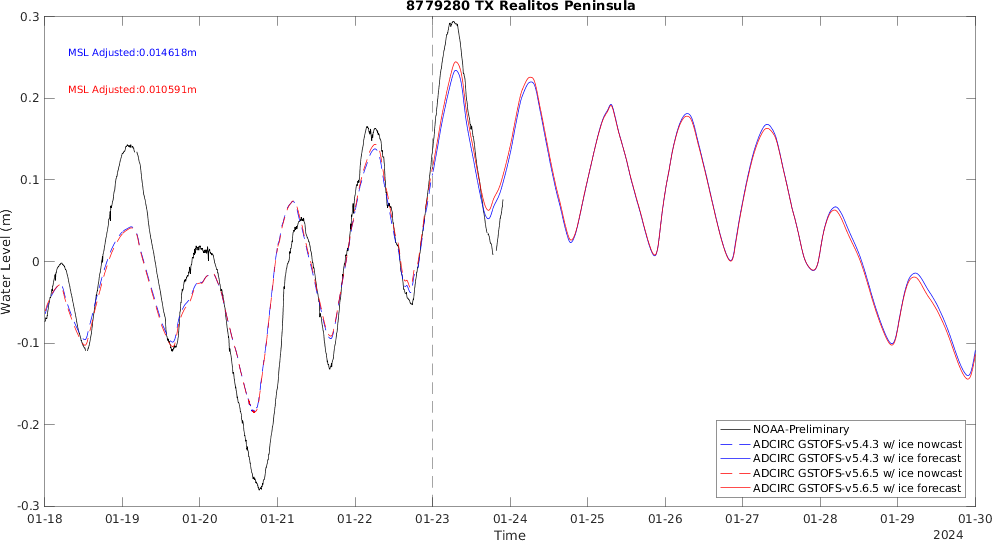 8779280 TX Realitos Peninsula
MSL Adjusted:0.014618m
MSL Adjusted:0.010591m
Water Level (m)
0.3
0.2
0.1
0
-0.1
-0.2
-0.3
NOAA-Preliminary
ADCIRC GSTOFS-v5.4.3 w/ ice nowcast
ADCIRC GSTOFS-v5.4.3 w/ ice forecast
ADCIRC GSTOFS-v5.6.5 w/ ice nowcast
ADCIRC GSTOFS-v5.6.5 w/ ice forecast
01-18 01-19 01-20 01-21 01-22 01-23 01-24 01-25 01-26 01-27 01-28 01-29 01-30
Time
2024